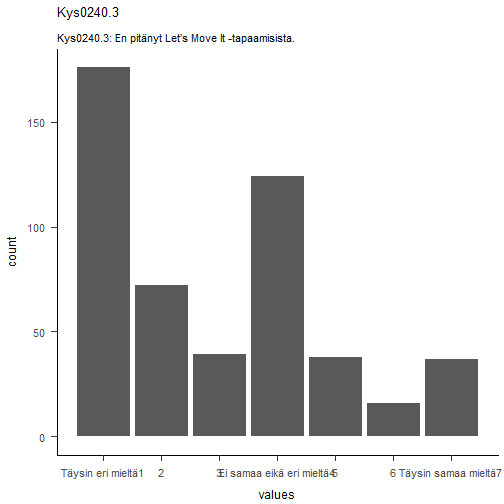 Kys0240.3
Kys0240.3: En pitänyt Let's Move It -tapaamisista.
count
150
100
50
0
Täysin eri mieltä1 2 3 Ei samaa eikä eri mieltä4 5 6 Täysin samaa mieltä7
values